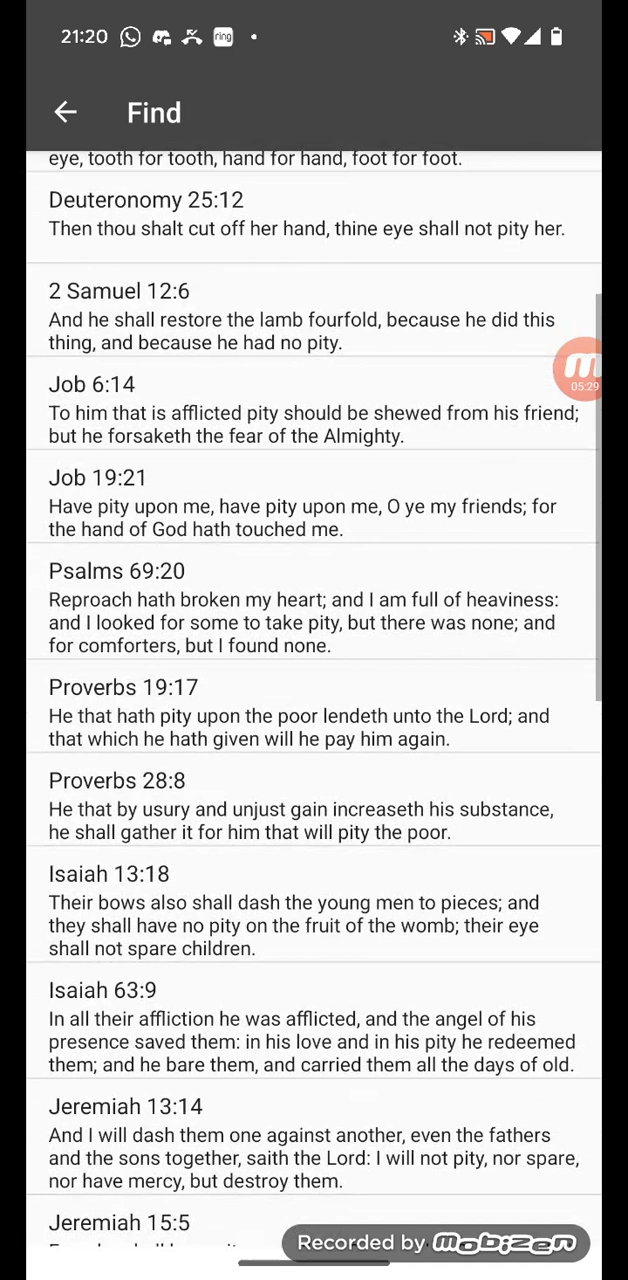 21:20
ring
Find
eye, tooth for tooth, hand for hand, foot for foot.
Deuteronomy 25:12
Then thou shalt cut off her hand, thine eye shall not pity her.
2 Samuel 12:6
And he shall restore the lamb fourfold, because he did this
thing, and because he had no pity.
05:29
Job 6:14
To him that is afflicted pity should be shewed from his friend;
but he forsaketh the fear of the Almighty.
Job 19:21
Have pity upon me, have pity upon me, O ye my friends; for
the hand of God hath touched me.
Psalms 69:20
Reproach hath broken my heart; and I am full of heaviness:
and I looked for some to take pity, but there was none; and
for comforters, but I found none.
Proverbs 19:17
He that hath pity upon the poor lendeth unto the Lord; and
that which he hath given will he pay him again.
Proverbs 28:8
He that by usury and unjust gain increaseth his substance,
he shall gather it for him that will pity the poor.
Isaiah 13:18
Their bows also shall dash the young men to pieces; and
they shall have no pity on the fruit of the womb; their eye
shall not spare children.
Isaiah 63:9
In all their affliction he was afflicted, and the angel of his
presence saved them: in his love and in his pity he redeemed
them; and he bare them, and carried them all the days of old.
Jeremiah 13:14
And I will dash them one against another, even the fathers
and the sons together, saith the Lord: I will not pity, nor spare,
nor have mercy, but destroy them.
Jeremiah 15:5
Recorded by Mobizen